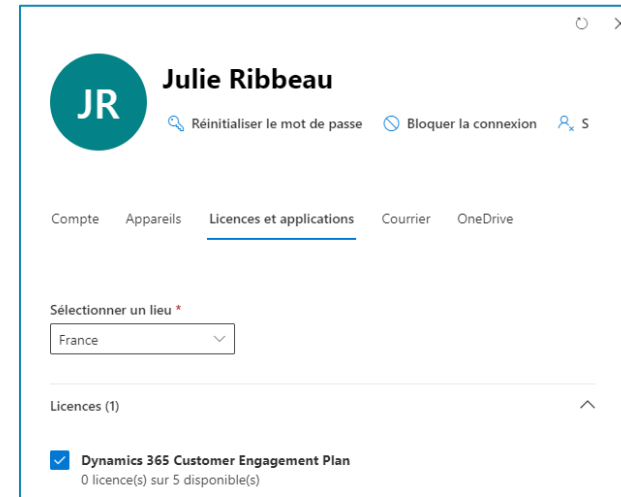 JR
Julie Ribbeau
Réinitialiser le mot de passe Bloquer la connexion S
Compte Appareils Licences et applications Courrier OneDrive
Sélectionner un lieu *
France
Licences (1)
Dynamics 365 Customer Engagement Plan
0 licence(s) sur 5 disponible(s)